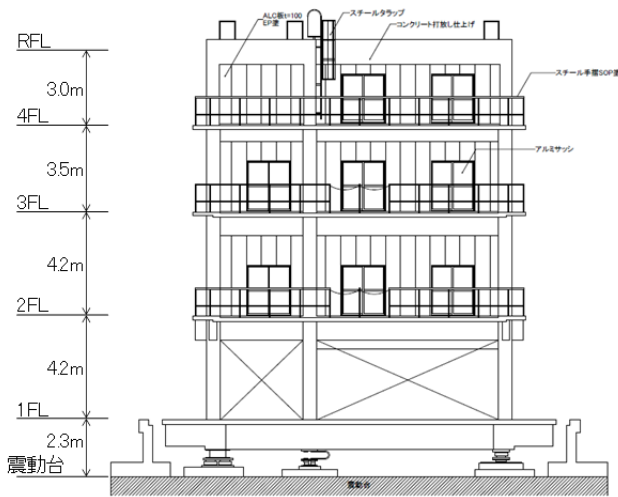 ALC板t=100
EP塗
スチールタラップ
コンクリート打放し仕上げ
RFL
スチール手摺SOP塗
3.0m
4FL
アルミサッシ
3.5m
3FL
4.2m
2FL
4.2m
1FL
2.3m
震動台
震動台